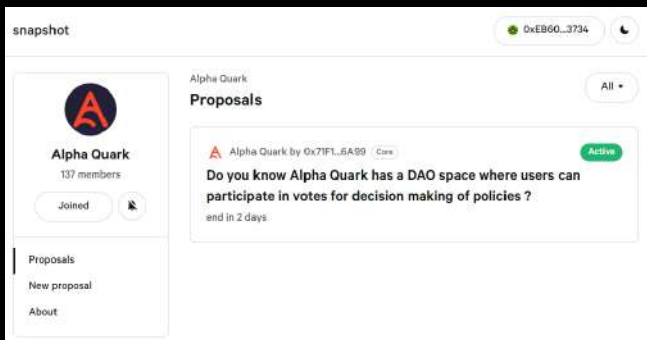 snapshot
0xEB60...3734
Alpha Quark
137 members
Joined
Proposals
New proposal
About
Alpha Quark
Proposals
All
Alpha Quark by 0x71F1...6A99 Core
Active
Do you know Alpha Quark has a DAO space where users can
participate in votes for decision making of policies ?
end in 2 days